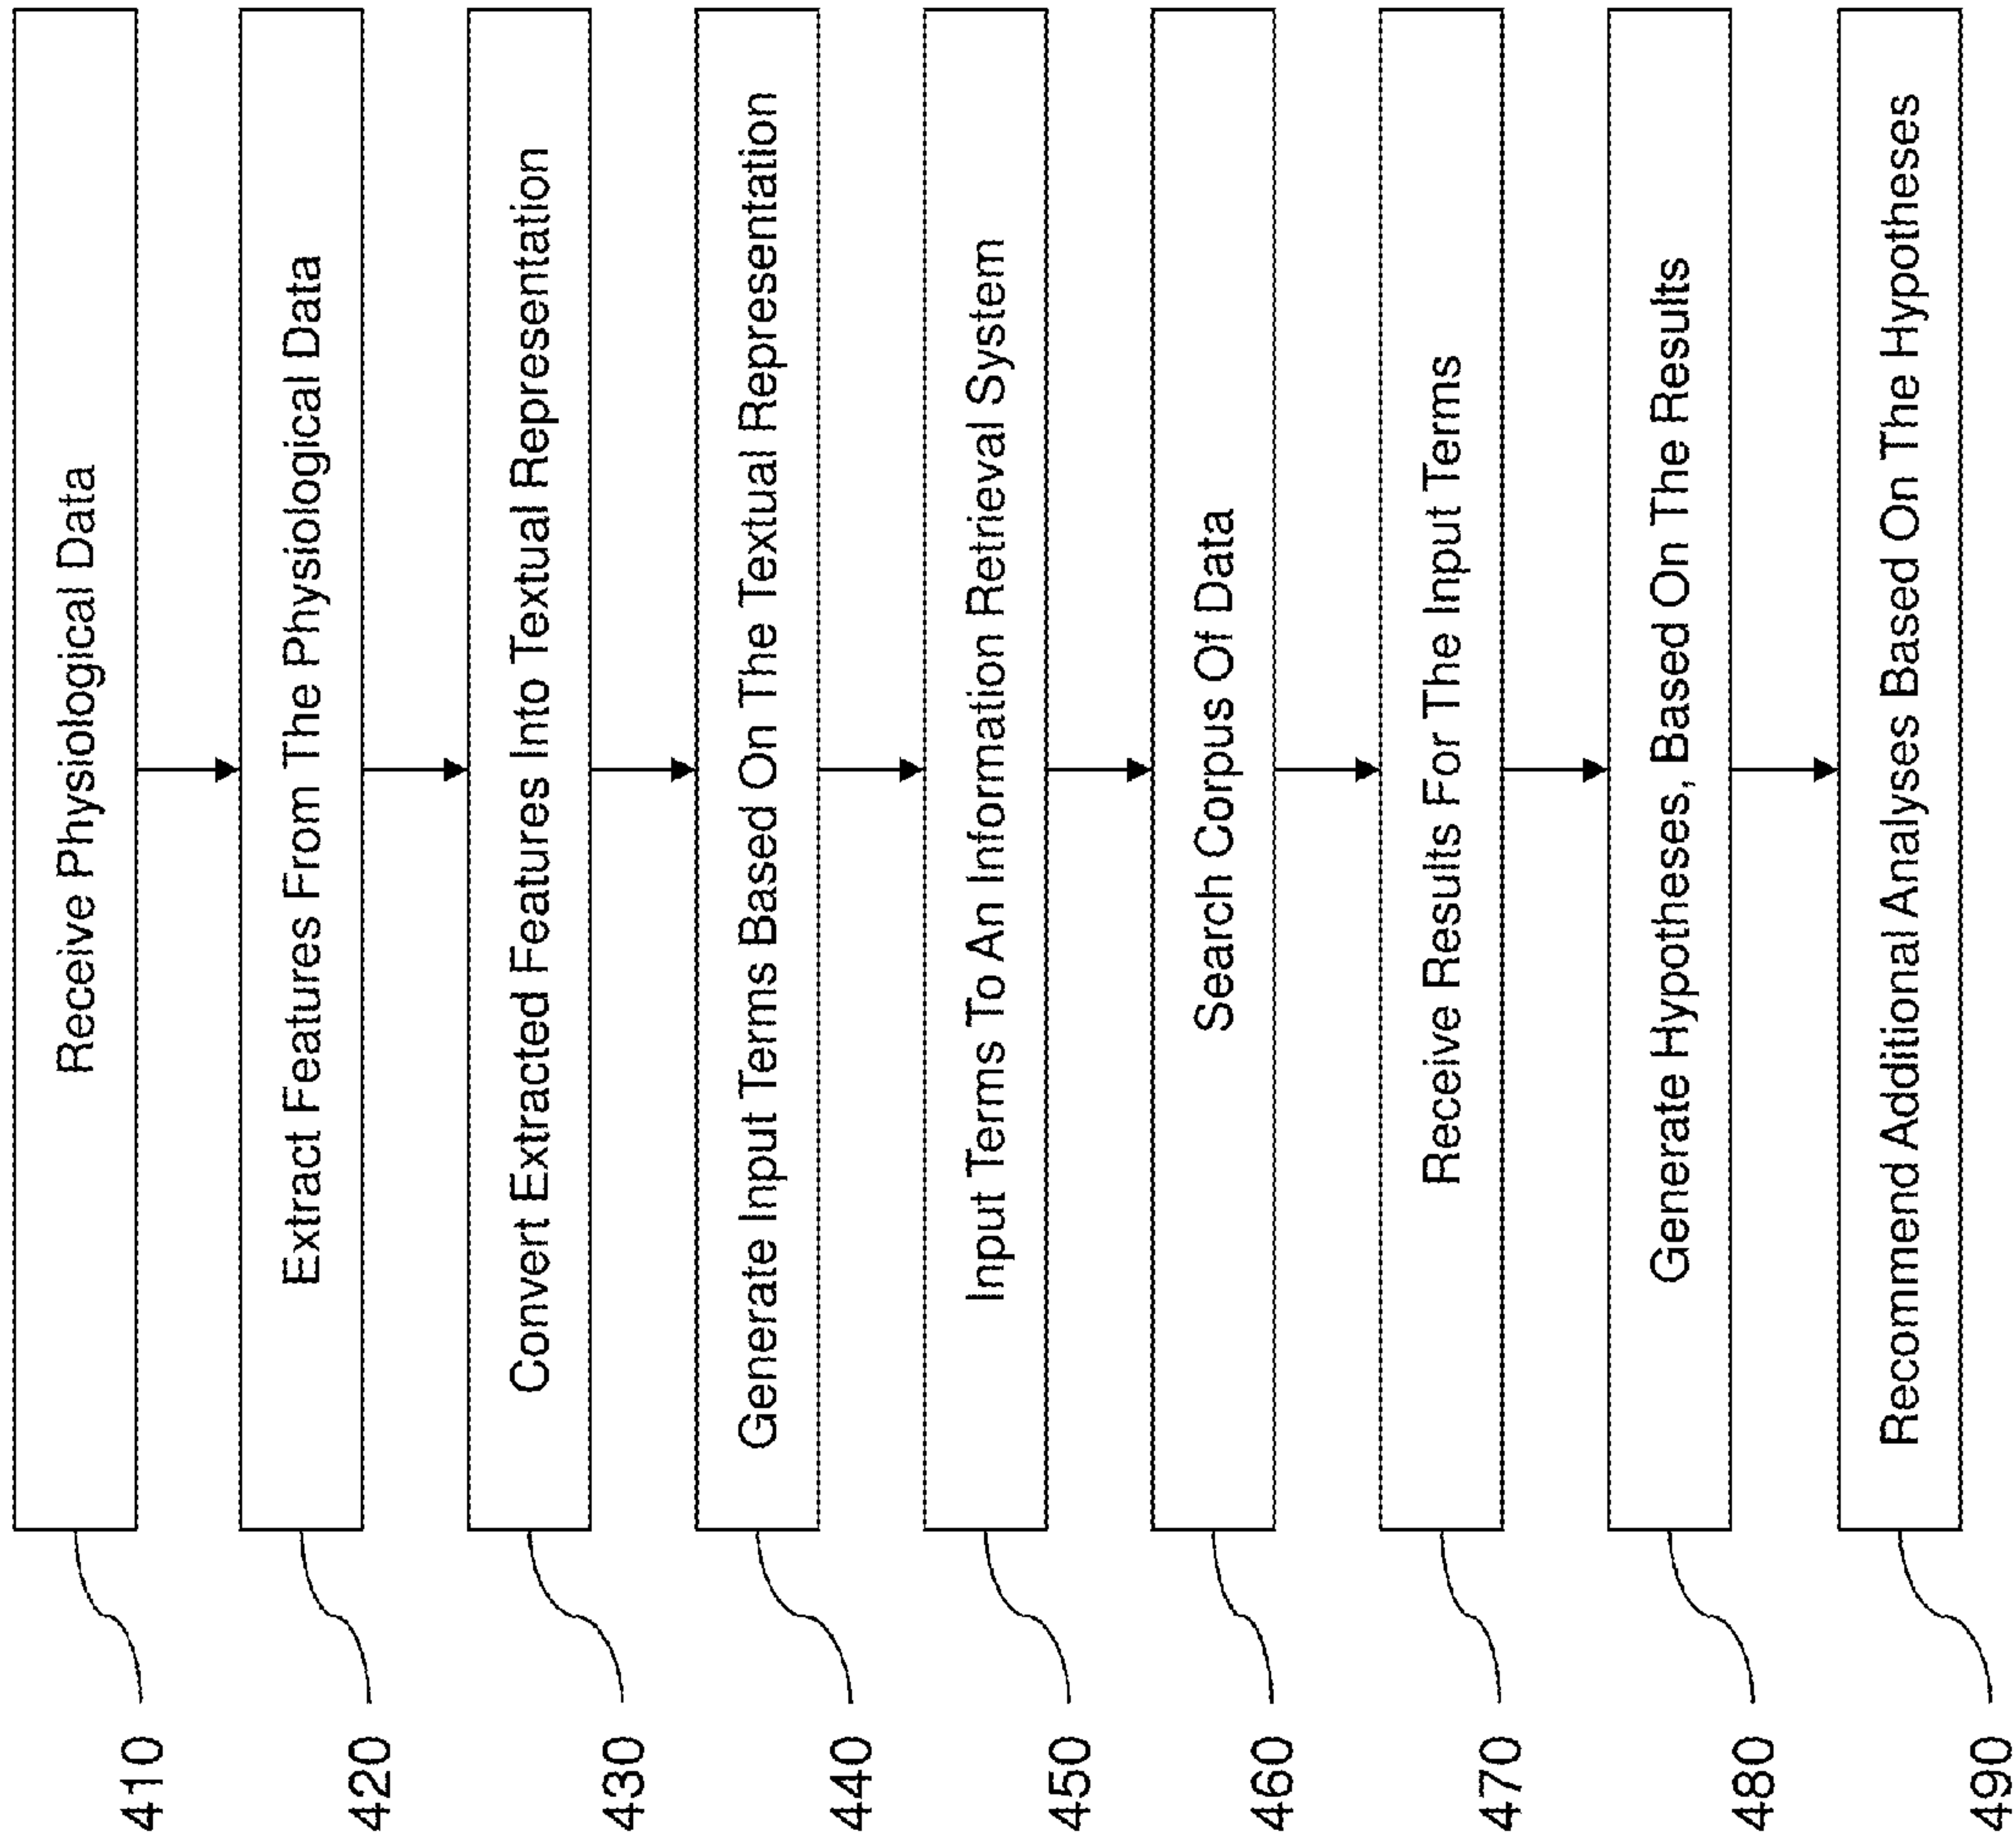 410
Receive Physiological Data
420
Extract Features From The Physiological Data
430
Convert Extracted Features Into Textual Representation
440
Generate Input Terms Based On The Textual Representation
450
Input Terms To An Information Retrieval System
460
Search Corpus Of Data
470
Receive Results For The Input Terms
480
Generate Hypotheses, Based On The Results
490
Recommend Additional Analyses Based On The Hypotheses